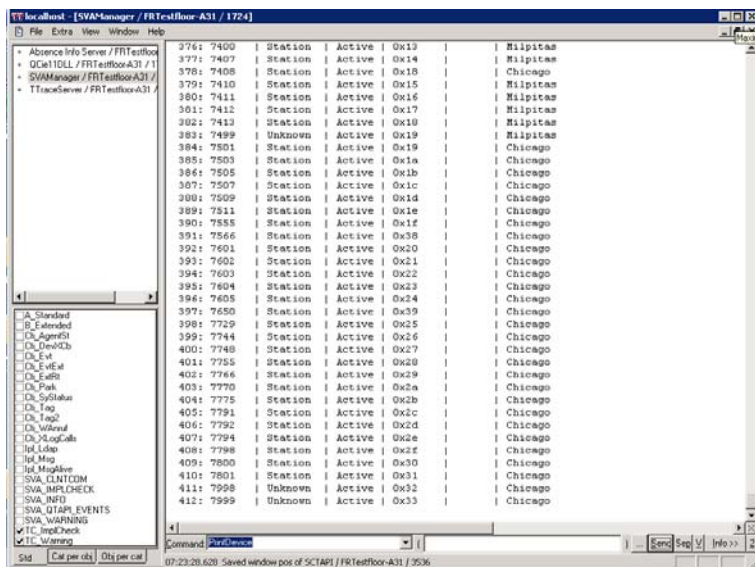 localhost - [SVAManager / FRTestfloor-A31 / 1724]
File Extra View Window Help
Absence Info Server / FRTestfloor
QCie11DLL / FRTestfloor-A31 / 1
SVAManager / FRTestfloor-A31 /
TTraceServer / FRTestfloor-A31 /
376: 7400 | Station | Active | 0x13 | | Milpitas
377: 7407 | Station | Active | 0x14 | | Milpitas
378: 7408 | Station | Active | 0x18 | | Chicago
379: 7410 | Station | Active | 0x15 | | Milpitas
380: 7411 | Station | Active | 0x16 | | Milpitas
381: 7412 | Station | Active | 0x17 | | Milpitas
382: 7413 | Station | Active | 0x18 | | Milpitas
383: 7499 | Unknown | Active | 0x19 | | Milpitas
384: 7501 | Station | Active | 0x19 | | Chicago
385: 7503 | Station | Active | 0x1a | | Chicago
386: 7505 | Station | Active | 0x1b | | Chicago
387: 7507 | Station | Active | 0x1c | | Chicago
388: 7509 | Station | Active | 0x1d | | Chicago
389: 7511 | Station | Active | 0x1e | | Chicago
390: 7555 | Station | Active | 0x1f | | Chicago
391: 7566 | Station | Active | 0x38 | | Chicago
392: 7601 | Station | Active | 0x20 | | Chicago
393: 7602 | Station | Active | 0x21 | | Chicago
394: 7603 | Station | Active | 0x22 | | Chicago
395: 7604 | Station | Active | 0x23 | | Chicago
396: 7605 | Station | Active | 0x24 | | Chicago
397: 7650 | Station | Active | 0x39 | | Chicago
398: 7729 | Station | Active | 0x25 | | Chicago
399: 7744 | Station | Active | 0x26 | | Chicago
400: 7748 | Station | Active | 0x27 | | Chicago
401: 7755 | Station | Active | 0x28 | | Chicago
402: 7766 | Station | Active | 0x29 | | Chicago
403: 7770 | Station | Active | 0x2a | | Chicago
404: 7775 | Station | Active | 0x2b | | Chicago
405: 7791 | Station | Active | 0x2c | | Chicago
406: 7792 | Station | Active | 0x2d | | Chicago
407: 7794 | Station | Active | 0x2e | | Chicago
408: 7798 | Station | Active | 0x2f | | Chicago
409: 7800 | Station | Active | 0x30 | | Chicago
410: 7801 | Station | Active | 0x31 | | Chicago
411: 7998 | Unknown | Active | 0x32 | | Chicago
412: 7999 | Unknown | Active | 0x33 | | Chicago
A_Standard
B_Extended
Cb_AgentSt
Cb_DevXCb
Cb_Evt
Cb_EvtExt
Cb_ExtRt
Cb_Park
Cb_SyStatus
Cb_Tag
Cb_Tag2
Cb_WAnruf
Cb_XLogCalls
Ipl_Ldap
Ipl_Msg
Ipl_MsgAlive
SVA_CLNTCOM
SVA_IMPLCHECK
SVA_INFO
SVA_QTAPI_EVENTS
SVA_WARNING
TC_ImplCheck
TC_Warning
Std Cat per obj Obj per cat
Command: PrintDevice ( ) ... Send Sep V Info >>
07:23:28.628 Saved window pos of SCTAPI / FRTestfloor-A31 / 3536